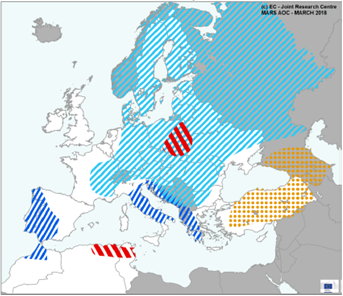 (c) EC - Joint Research Centre
MARS AOC - MARCH 2018